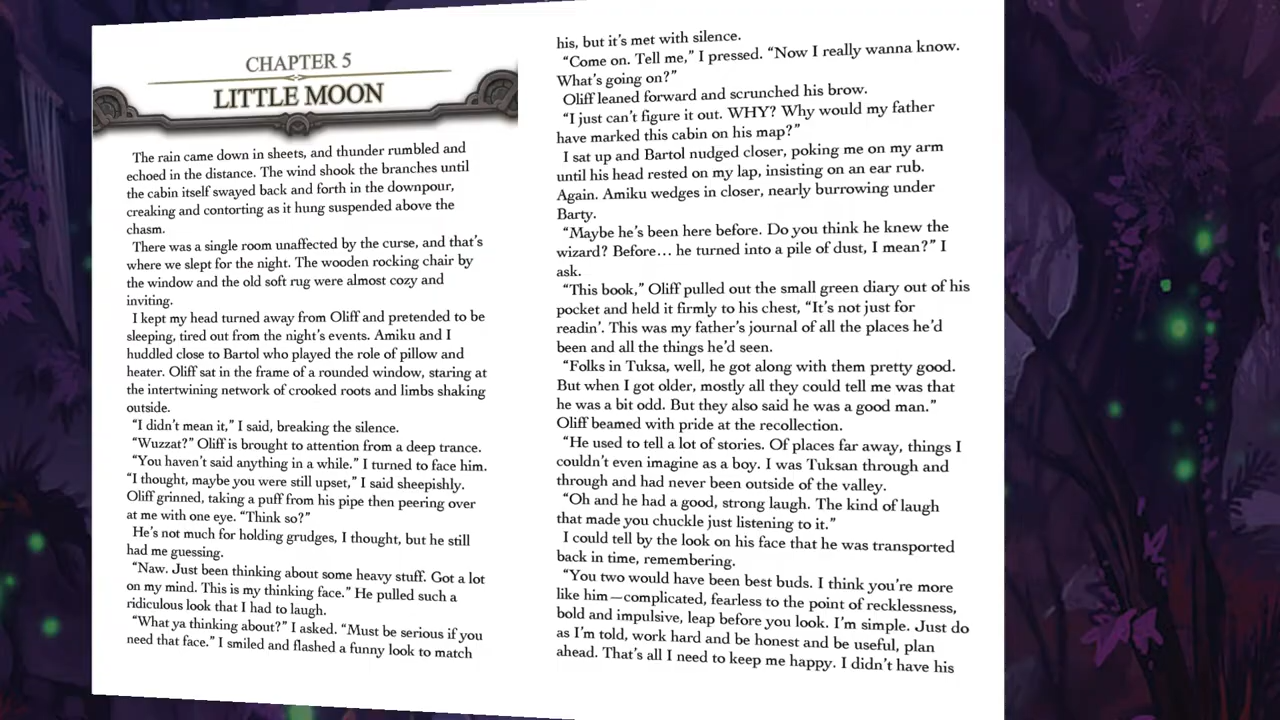 CHAPTER 5
LITTLE MOON
The rain came down in sheets, and thunder rumbled and
echoed in the distance. The wind shook the branches until
the cabin itself swayed back and forth in the downpour,
creaking and contorting as it hung suspended above the
chasm.
There was a single room unaffected by the curse, and that's
where we slept for the night. The wooden rocking chair by
the window and the old soft rug were almost cozy and
inviting.
I kept my head turned away from Oliff and pretended to be
sleeping, tired out from the night's events. Amiku and I
huddled close to Bartol who played the role of pillow and
heater. Oliff sat in the frame of a rounded window, staring at
the intertwining network of crooked roots and limbs shaking
outside.
"I didn't mean it," I said, breaking the silence.
"Wuzzat?" Oliff is brought to attention from a deep trance.
"You haven't said anything in a while." I turned to face him.
"I thought, maybe you were still upset," I said sheepishly.
Oliff grinned, taking a puff from his pipe then peering over
at me with one eye. "Think so?"
He's not much for holding grudges, I thought, but he still
had me guessing.
"Naw. Just been thinking about some heavy stuff. Got a lot
on my mind. This is my thinking face." He pulled such a
ridiculous look that I had to laugh.
"What ya thinking about?" I asked. "Must be serious if you
need that face." I smiled and flashed a funny look to match
his, but it's met with silence.
"Come on. Tell me," I pressed. "Now I really wanna know.
What's going on?"
Oliff leaned forward and scrunched his brow.
"I just can't figure it out. WHY? Why would my father
have marked this cabin on his map?"
I sat up and Bartol nudged closer, poking me on my arm
until his head rested on my lap, insisting on an ear rub.
Again. Amiku wedges in closer, nearly burrowing under
Barty.
"Maybe he's been here before. Do you think he knew the
wizard? Before… he turned into a pile of dust, I mean?" I
ask.
"This book," Oliff pulled out the small green diary out of his
pocket and held it firmly to his chest, "It's not just for
readin'. This was my father's journal of all the places he'd
been and all the things he'd seen.
"Folks in Tuksa, well, he got along with them pretty good.
But when I got older, mostly all they could tell me was that
he was a bit odd. But they also said he was a good man."
Oliff beamed with pride at the recollection.
"He used to tell a lot of stories. Of places far away, things I
couldn't even imagine as a boy. I was Tuksan through and
through and had never been outside of the valley.
"Oh and he had a good, strong laugh. The kind of laugh
that made you chuckle just listening to it."
I could tell by the look on his face that he was transported
back in time, remembering.
"You two would have been best buds. I think you're more
like him—complicated, fearless to the point of recklessness,
bold and impulsive, leap before you look. I'm simple. Just do
as I'm told, work hard and be honest and be useful, plan
ahead. That's all I need to keep me happy. I didn't have his